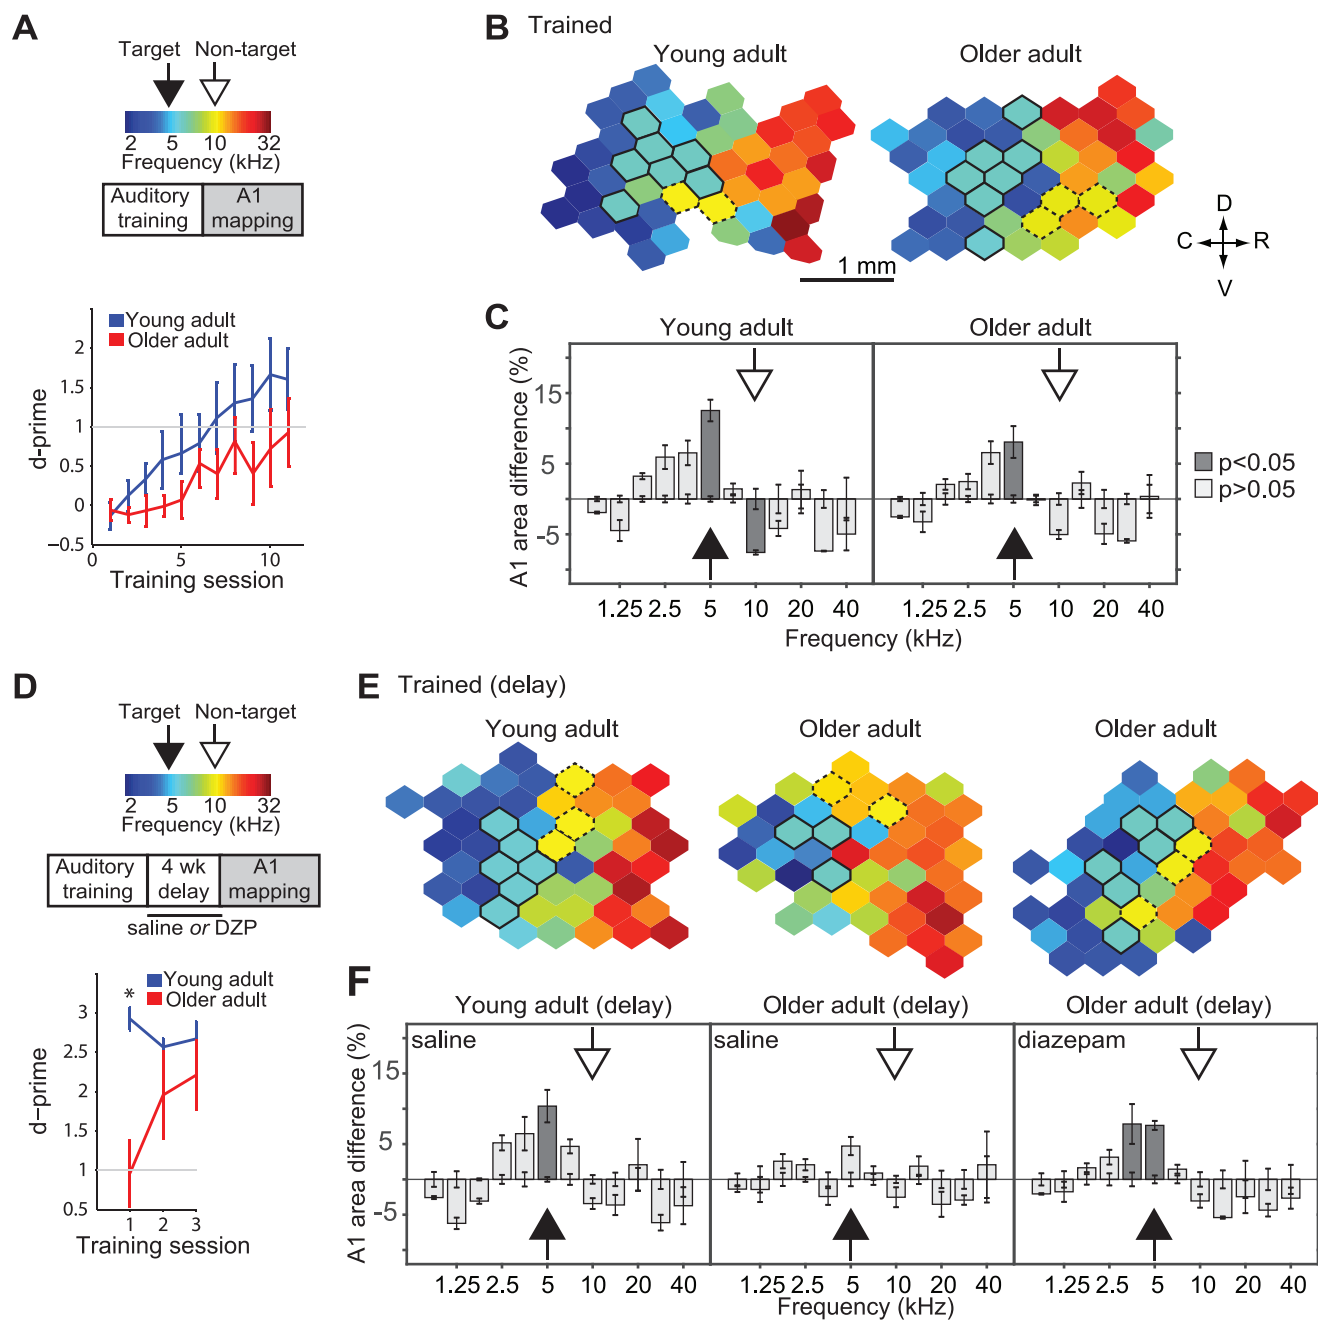 A
Target Non-target
2 5 10 32
Frequency (kHz)
Auditory training A1 mapping
Young adult
Older adult
2
1.5
1
0.5
0
−0.5
d-prime
0 5 10
Training session
B Trained
Young adult Older adult
1 mm
D
C R
V
C
Young adult Older adult
A1 area difference (%)
15
5
-5
1.25 2.5 5 10 20 40 1.25 2.5 5 10 20 40
Frequency (kHz)
p<0.05
p>0.05
D
Target Non-target
2 5 10 32
Frequency (kHz)
Auditory training 4 wk delay A1 mapping
saline or DZP
Young adult
Older adult
*
3
2.5
2
1.5
1
0.5
d−prime
1 2 3
Training session
E Trained (delay)
Young adult Older adult Older adult
F
Young adult (delay) Older adult (delay) Older adult (delay)
saline saline diazepam
A1 area difference (%)
15
5
-5
1.25 2.5 5 10 20 40 1.25 2.5 5 10 20 40 1.25 2.5 5 10 20 40
Frequency (kHz)